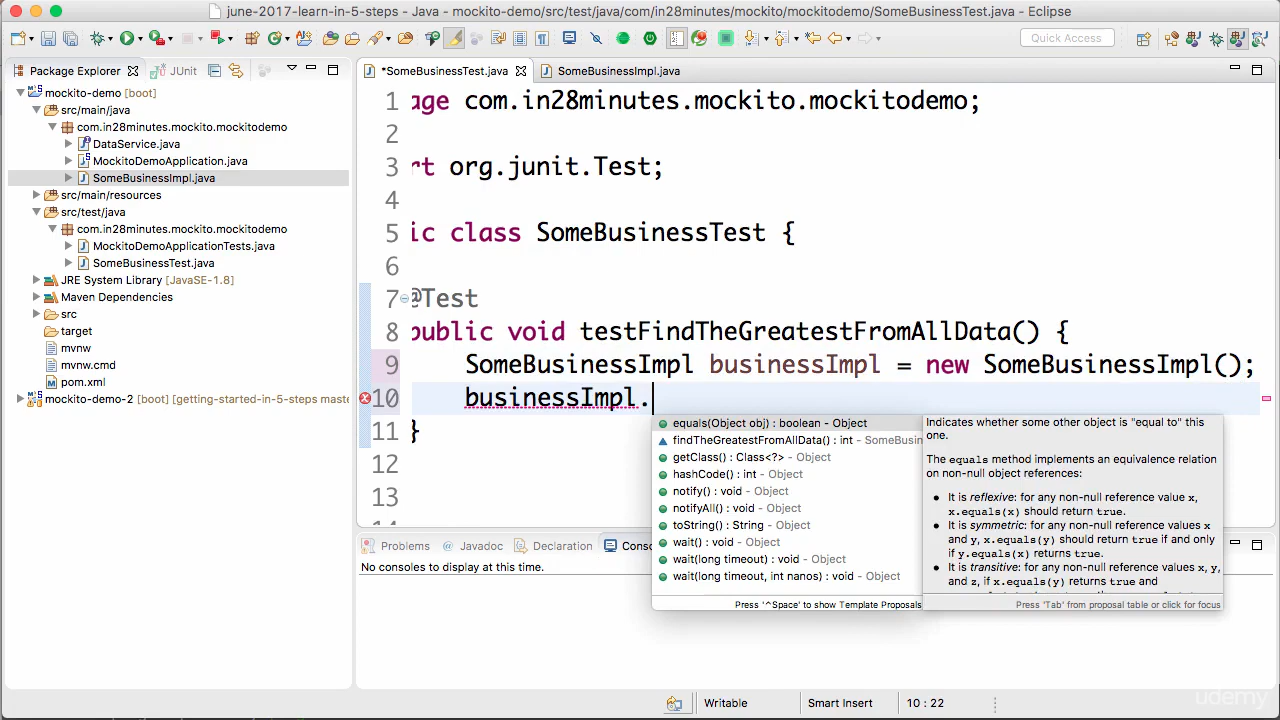 june-2017-learn-in-5-steps - Java - mockito-demo/src/test/java/com/in28minutes/mockito/mockitodemo/SomeBusinessTest.java - Eclipse
Quick Access
Package Explorer
JUnit
*SomeBusinessTest.java
SomeBusinessImpl.java
mockito-demo [boot]
src/main/java
com.in28minutes.mockito.mockitodemo
DataService.java
MockitoDemoApplication.java
SomeBusinessImpl.java
src/main/resources
src/test/java
com.in28minutes.mockito.mockitodemo
MockitoDemoApplicationTests.java
SomeBusinessTest.java
JRE System Library [JavaSE-1.8]
Maven Dependencies
src
target
mvnw
mvnw.cmd
pom.xml
mockito-demo-2 [boot] [getting-started-in-5-steps maste
1 age com.in28minutes.mockito.mockitodemo;
2
3 rt org.junit.Test;
4
5 ic class SomeBusinessTest {
6
7 @Test
8 public void testFindTheGreatestFromAllData() {
9 SomeBusinessImpl businessImpl = new SomeBusinessImpl();
10 businessImpl.
11 }
12
13
equals(Object obj) : boolean - Object
findTheGreatestFromAllData() : int - SomeBusin
getClass() : Class<?> - Object
hashCode() : int - Object
notify() : void - Object
notifyAll() : void - Object
toString() : String - Object
wait() : void - Object
wait(long timeout) : void - Object
wait(long timeout, int nanos) : void - Object
Press '^Space' to show Template Proposals
Indicates whether some other object is "equal to" this
one.
The equals method implements an equivalence relation
on non-null object references:
• It is reflexive: for any non-null reference value x,
x.equals(x) should return true.
• It is symmetric: for any non-null reference values x
and y, x.equals(y) should return true if and only
if y.equals(x) returns true.
• It is transitive: for any non-null reference values x, y,
and z, if x.equals(y) returns true and
Press 'Tab' from proposal table or click for focus
Problems
@ Javadoc
Declaration
Conso
No consoles to display at this time.
Writable
Smart Insert
10 : 22
udemy